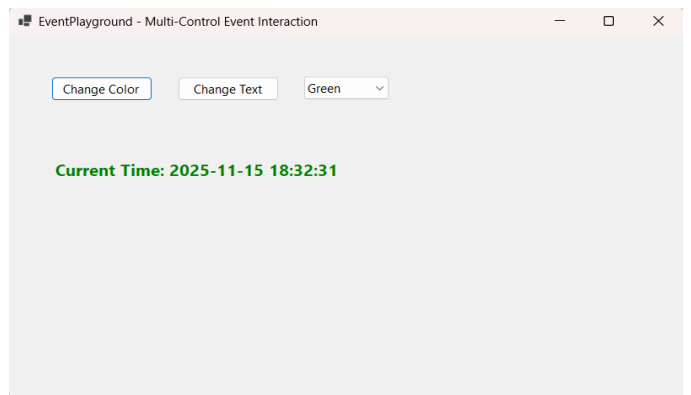 EventPlayground - Multi-Control Event Interaction
Change Color Change Text Green
Current Time: 2025-11-15 18:32:31